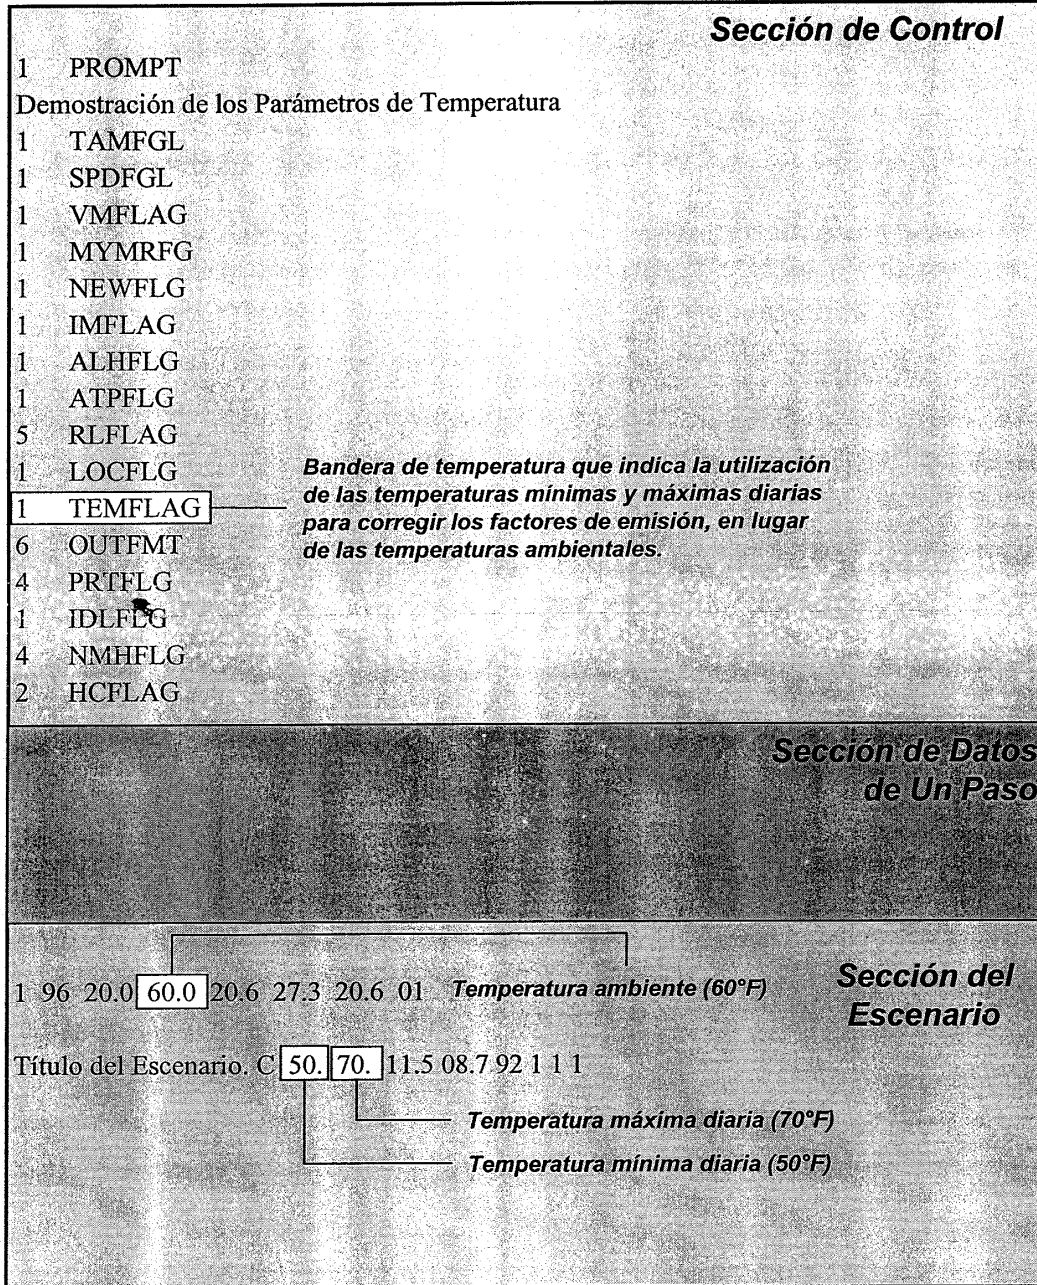 Sección de Control
1 PROMPT
Demostración de los Parámetros de Temperatura
1 TAMFGL
1 SPDFGL
1 VMFLAG
1 MYMRFG
1 NEWFLG
1 IMFLAG
1 ALHFLG
1 ATPFLG
5 RLFLAG
1 LOCFLG
1 TEMFLAG
Bandera de temperatura que indica la utilización
de las temperaturas mínimas y máximas diarias
para corregir los factores de emisión, en lugar
de las temperaturas ambientales.
6 OUTFMT
4 PRTFLG
1 IDLFLG
4 NMHFLG
2 HCFLAG
Sección de Datos
de Un Paso
Sección del
Escenario
1 96 20.0 60.0 20.6 27.3 20.6 01 Temperatura ambiente (60°F)
Título del Escenario. C 50. 70. 11.5 08.7 92 1 1 1
Temperatura máxima diaria (70°F)
Temperatura mínima diaria (50°F)